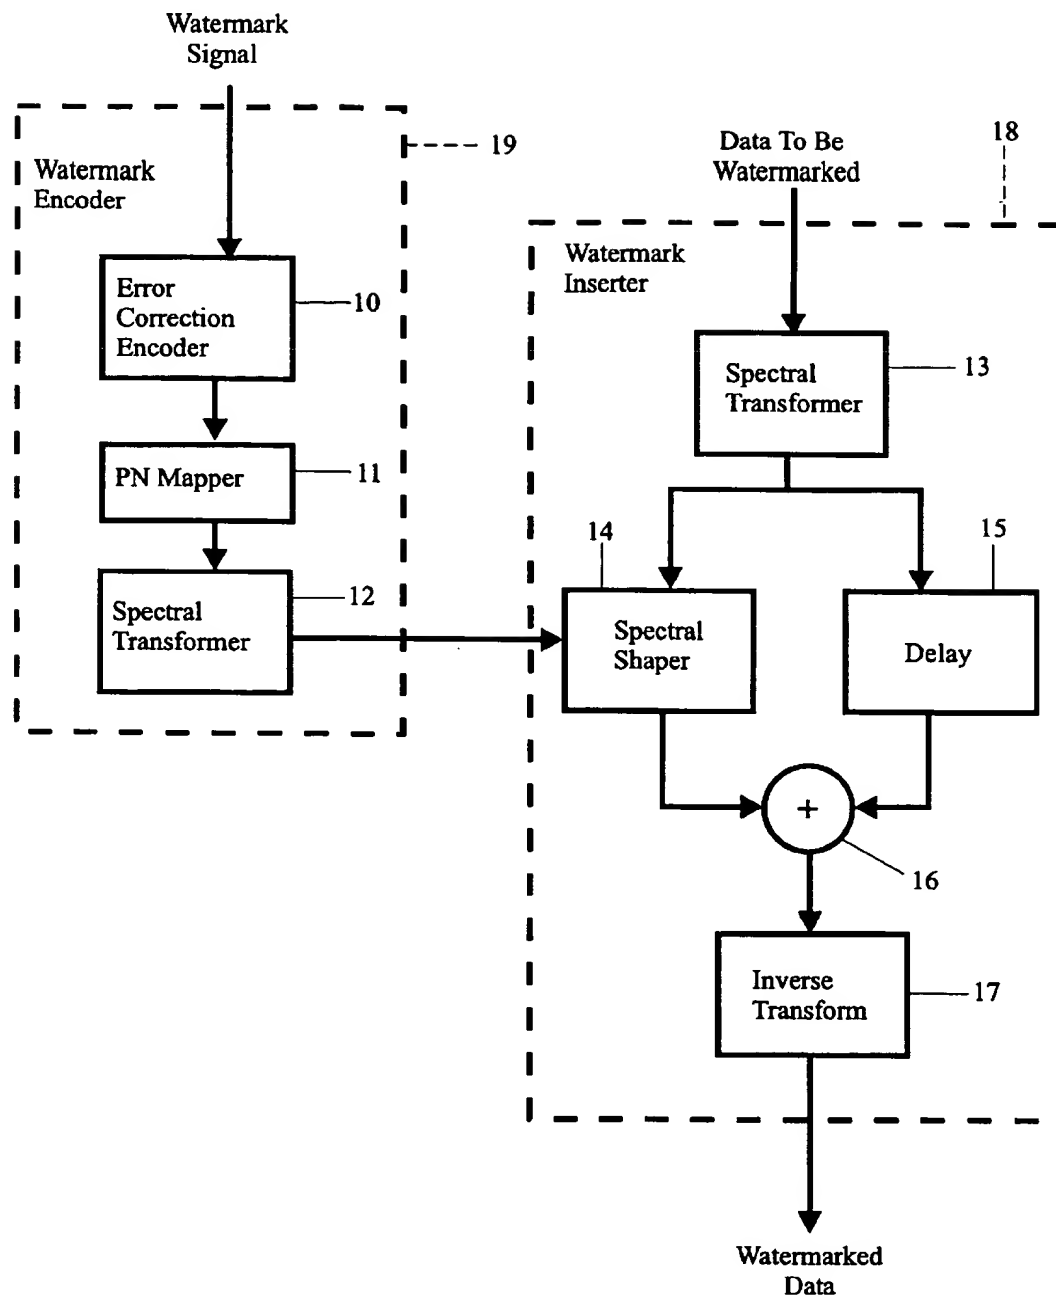 Watermark
Signal
19
Watermark
Encoder
Error
Correction
Encoder
10
PN Mapper
11
Spectral
Transformer
12
Data To Be
Watermarked
18
Watermark
Inserter
Spectral
Transformer
13
14
15
Spectral
Shaper
Delay
+
16
Inverse
Transform
17
Watermarked
Data